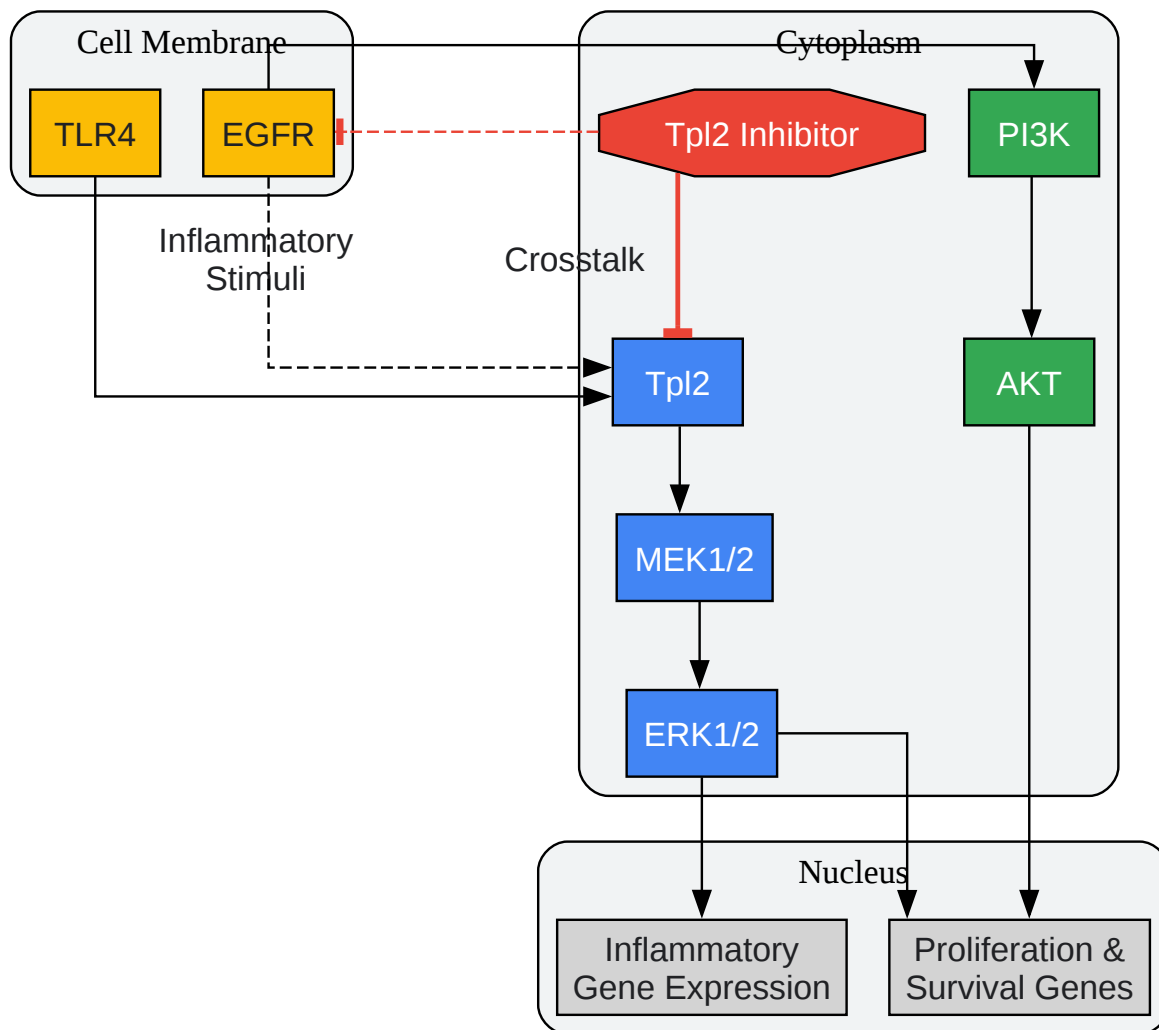 Cell Membrane
Cytoplasm
TLR4
EGFR
Tpl2 Inhibitor
PI3K
Inflammatory
Stimuli
Crosstalk
Tpl2
AKT
MEK1/2
ERK1/2
Nucleus
Inflammatory
Gene Expression
Proliferation &
Survival Genes